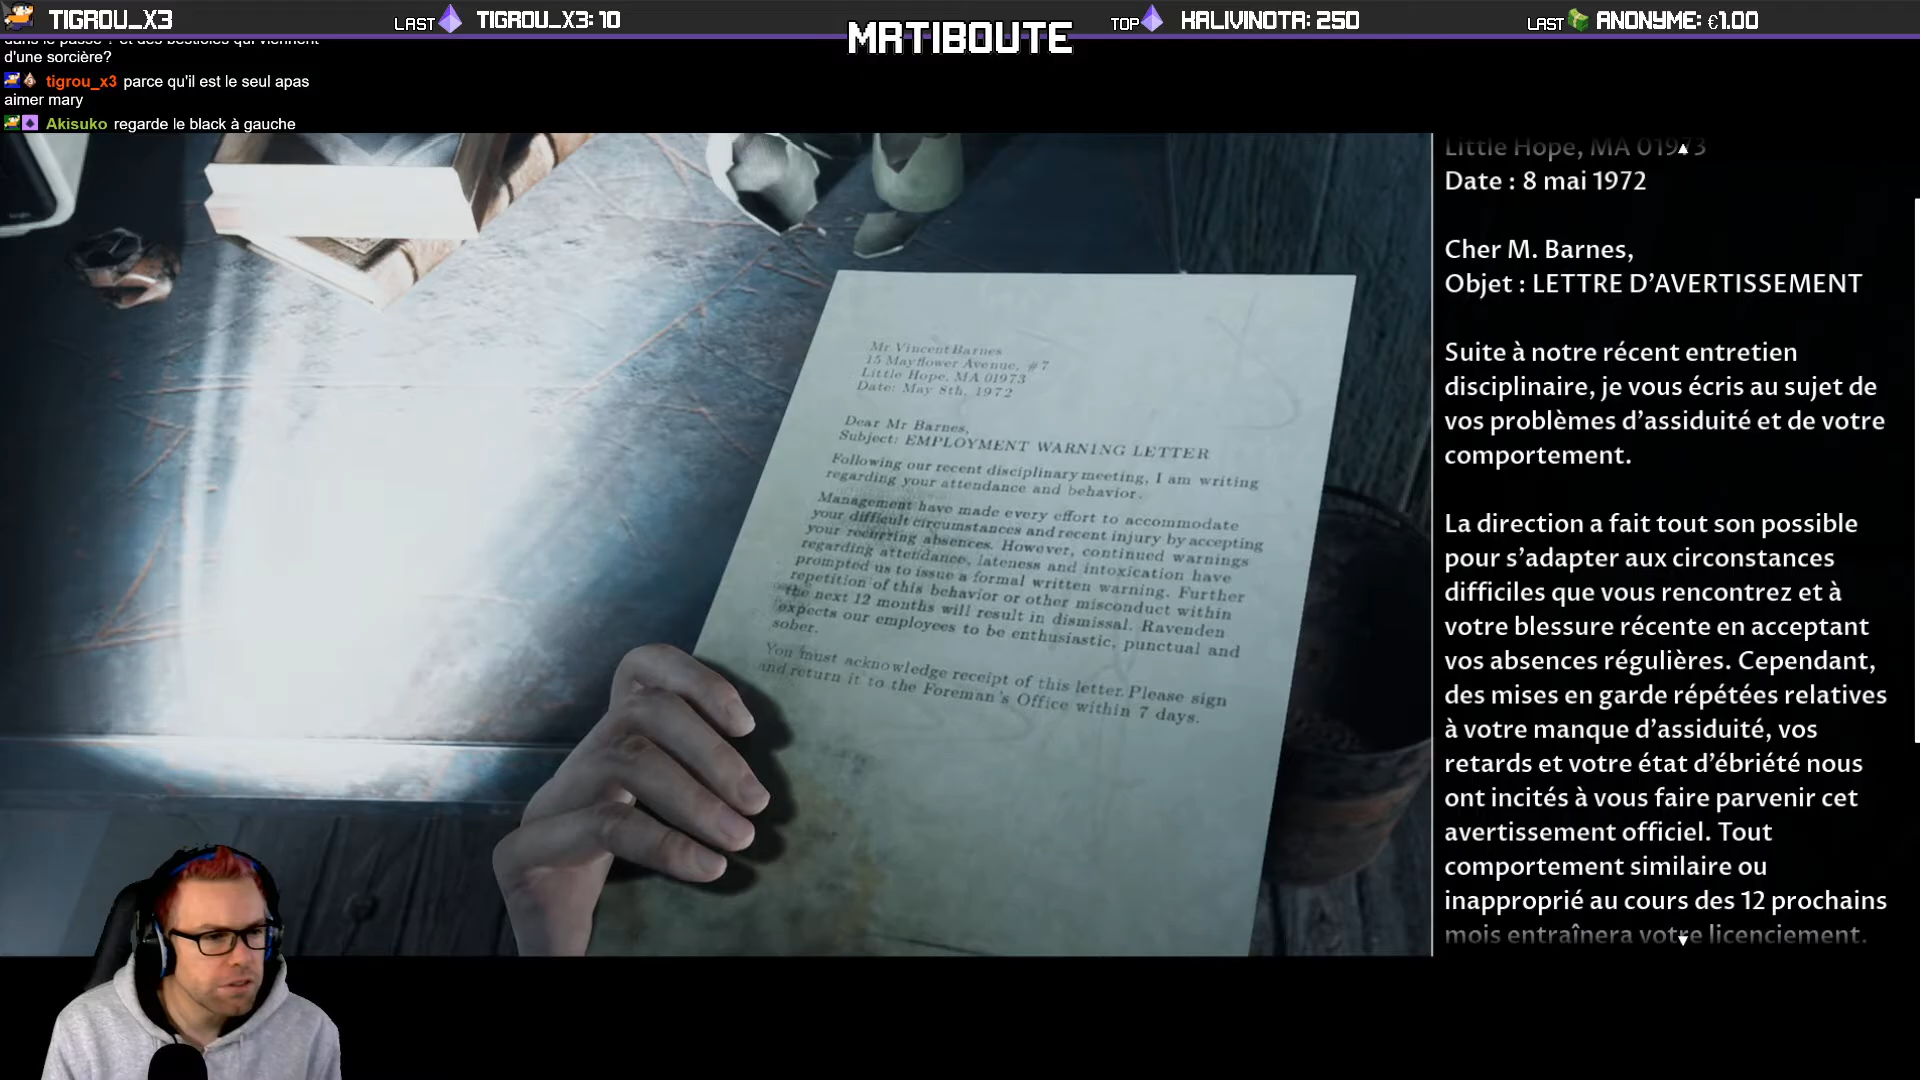 TIGROU_X3
LAST TIGROU_X3: 10
MRTIBOUTE
TOP KALIVINOTA: 250
LAST ANONYME: €1.00
d'une sorcière?
tigrou_x3 parce qu'il est le seul apas
aimer mary
Akisuko regarde le black à gauche
Mr Vincent Barnes
15 Mayflower Avenue, #7
Little Hope, MA 01973
Date: May 8th, 1972
Dear Mr Barnes,
Subject: EMPLOYMENT WARNING LETTER
Following our recent disciplinary meeting, I am writing
regarding your attendance and behavior.
Management have made every effort to accommodate
your difficult circumstances and recent injury by accepting
your recurring absences. However, continued warnings
regarding attendance, lateness and intoxication have
prompted us to issue a formal written warning. Further
repetition of this behavior or other misconduct within
the next 12 months will result in dismissal. Ravenden
expects our employees to be enthusiastic, punctual and
sober.
You must acknowledge receipt of this letter. Please sign
and return it to the Foreman's Office within 7 days.
Little Hope, MA 01973
Date : 8 mai 1972
Cher M. Barnes,
Objet : LETTRE D'AVERTISSEMENT
Suite à notre récent entretien
disciplinaire, je vous écris au sujet de
vos problèmes d'assiduité et de votre
comportement.
La direction a fait tout son possible
pour s'adapter aux circonstances
difficiles que vous rencontrez et à
votre blessure récente en acceptant
vos absences régulières. Cependant,
des mises en garde répétées relatives
à votre manque d'assiduité, vos
retards et votre état d'ébriété nous
ont incités à vous faire parvenir cet
avertissement officiel. Tout
comportement similaire ou
inapproprié au cours des 12 prochains
mois entraînera votre licenciement.